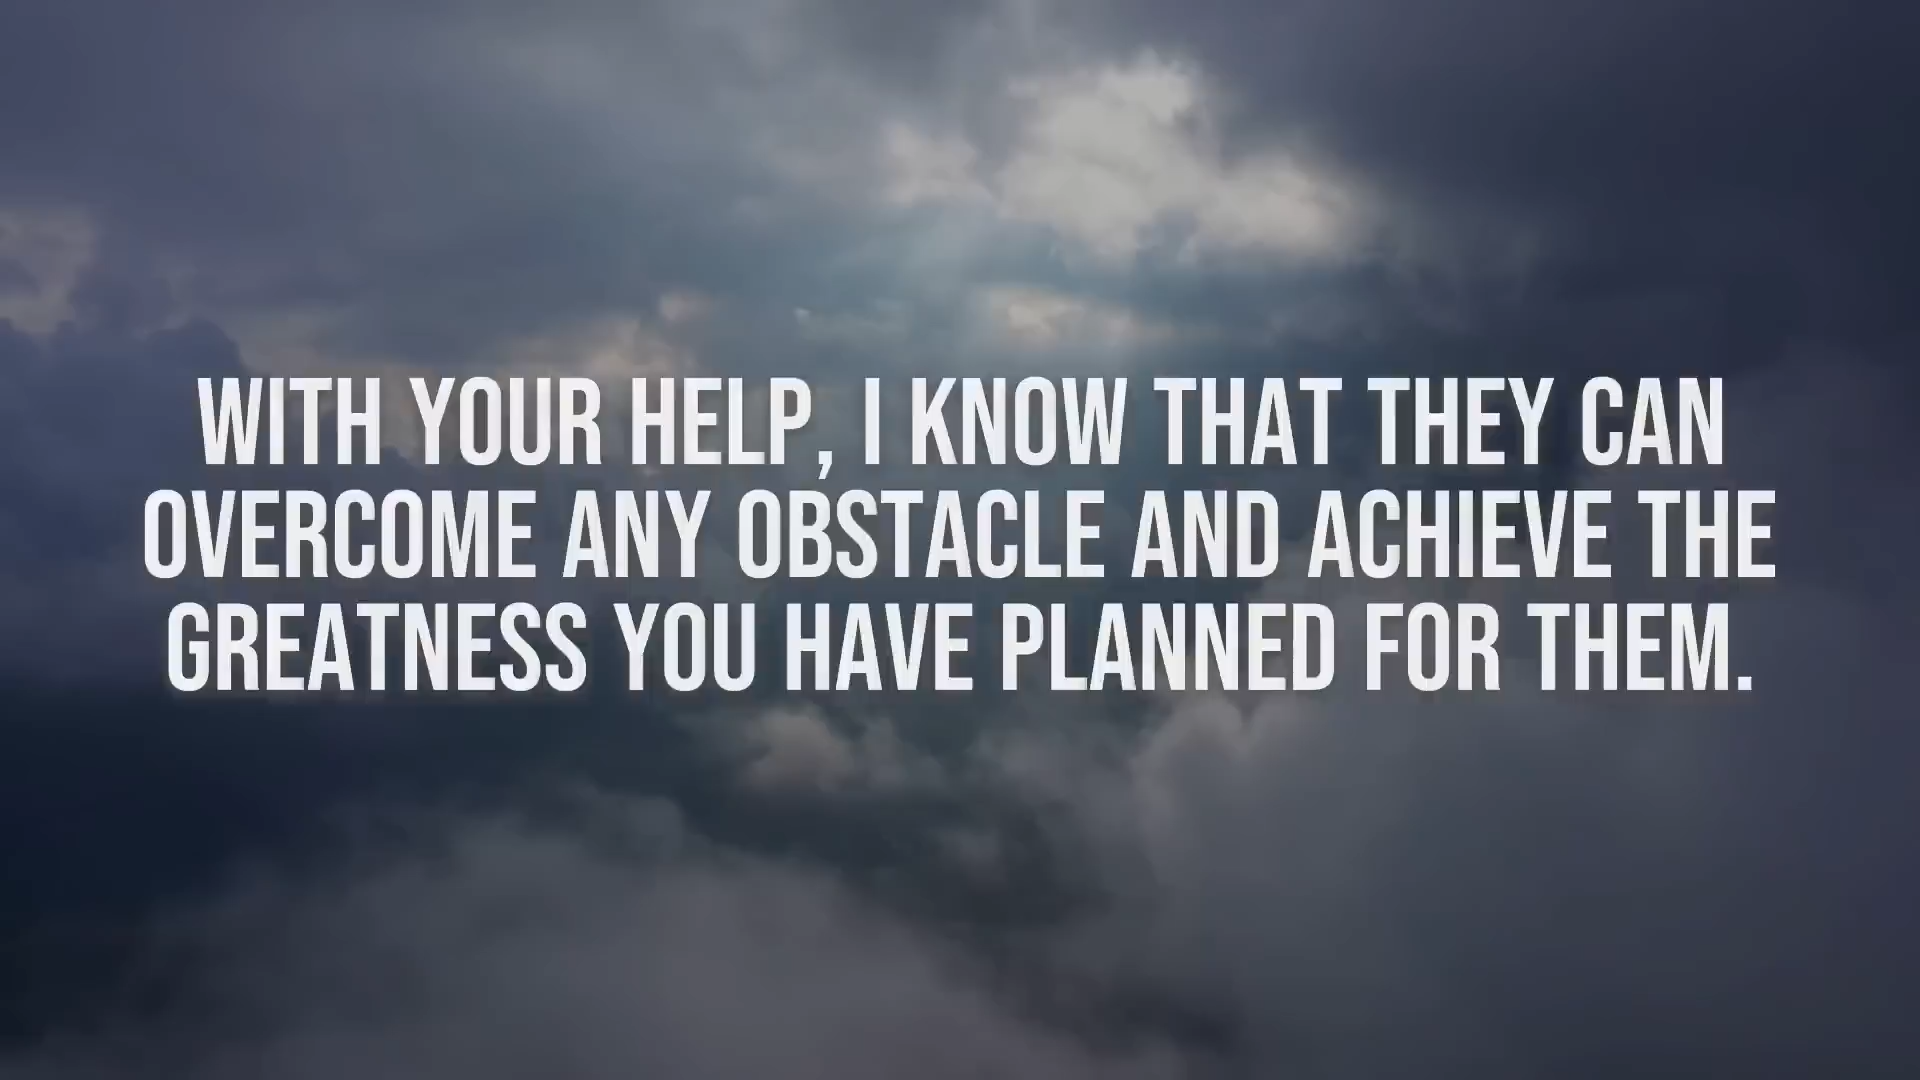 WITH YOUR HELP, I KNOW THAT THEY CAN
OVERCOME ANY OBSTACLE AND ACHIEVE THE
GREATNESS YOU HAVE PLANNED FOR THEM.